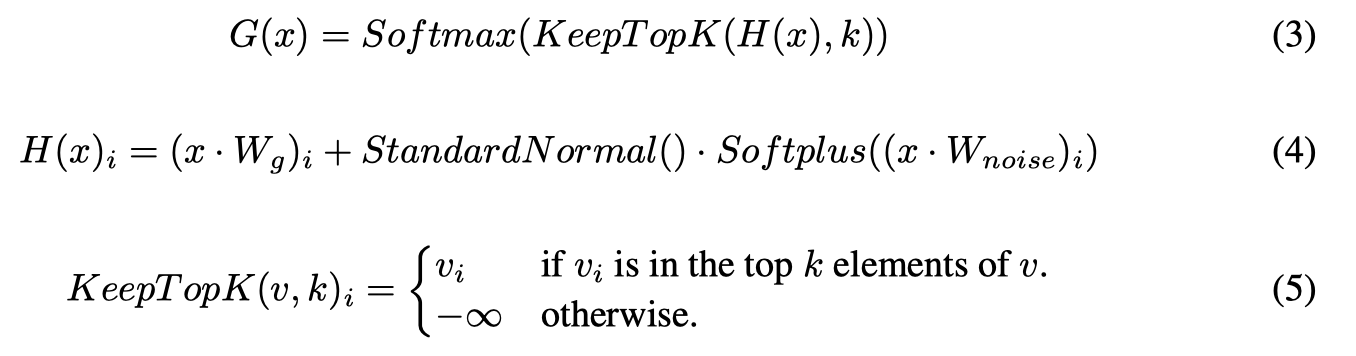 G(x) = Softmax(KeepTopK(H(x), k)) (3)
H(x)_i = (x · W_g)_i + StandardNormal() · Softplus((x · W_noise)_i) (4)
KeepTopK(v, k)_i = { v_i if v_i is in the top k elements of v.
−∞ otherwise. (5)